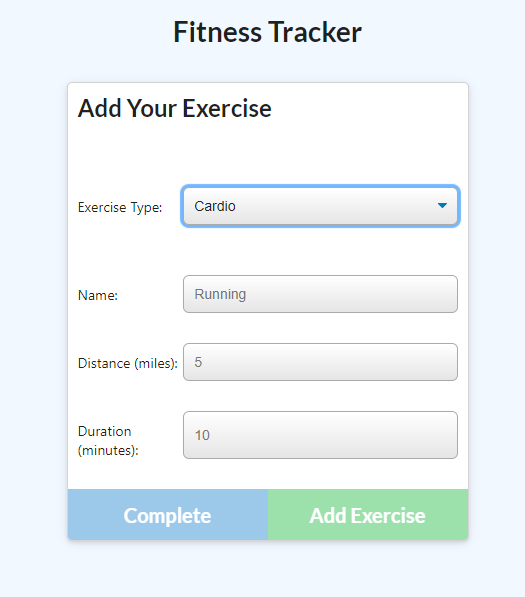 Fitness Tracker
Add Your Exercise
Exercise Type: Cardio
Name: Running
Distance (miles): 5
Duration
(minutes): 10
Complete Add Exercise